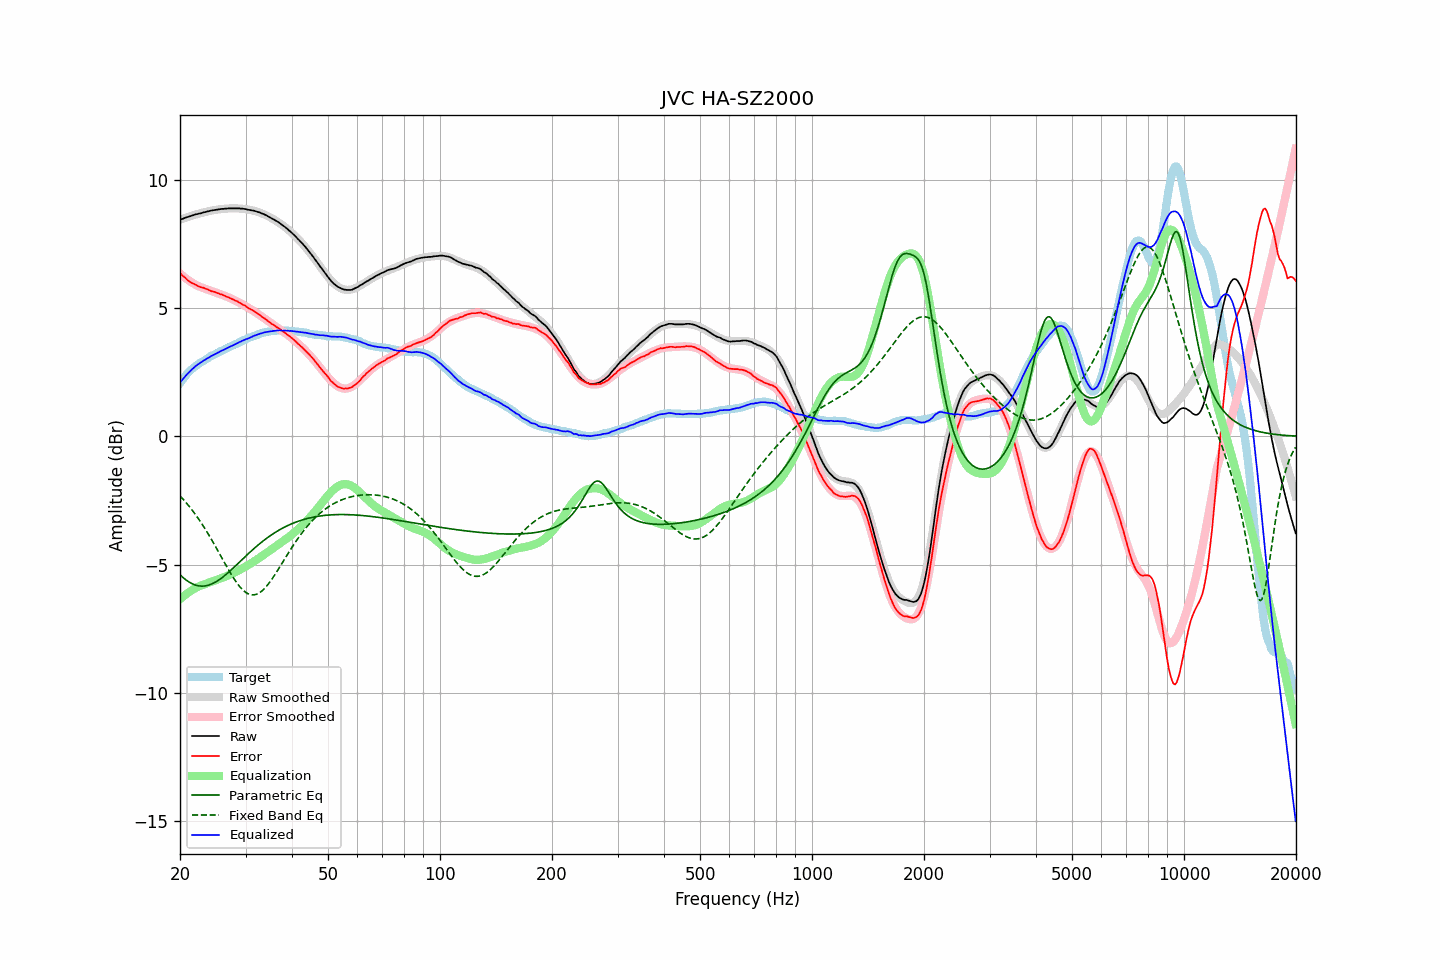 JVC HA-SZ2000
10
5
0
−5
−10
−15
Amplitude (dBr)
Target
Raw Smoothed
Error Smoothed
Raw
Error
Equalization
Parametric Eq
Fixed Band Eq
Equalized
20 50 100 200 500 1000 2000 5000 10000 20000
Frequency (Hz)